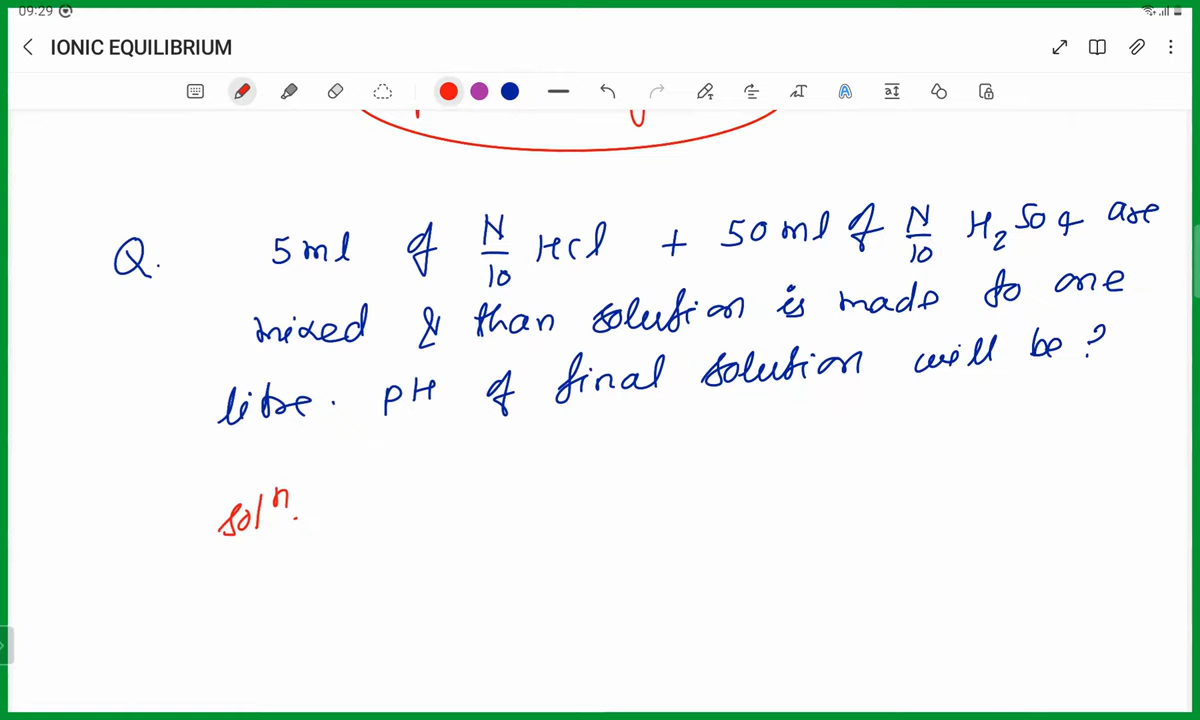 09:29
IONIC EQUILIBRIUM
Q. 5ml of N/10 HCl + 50ml of N/10 H₂SO₄ are
mixed & than solution is made to one
litre. pH of final solution will be ?
solⁿ.